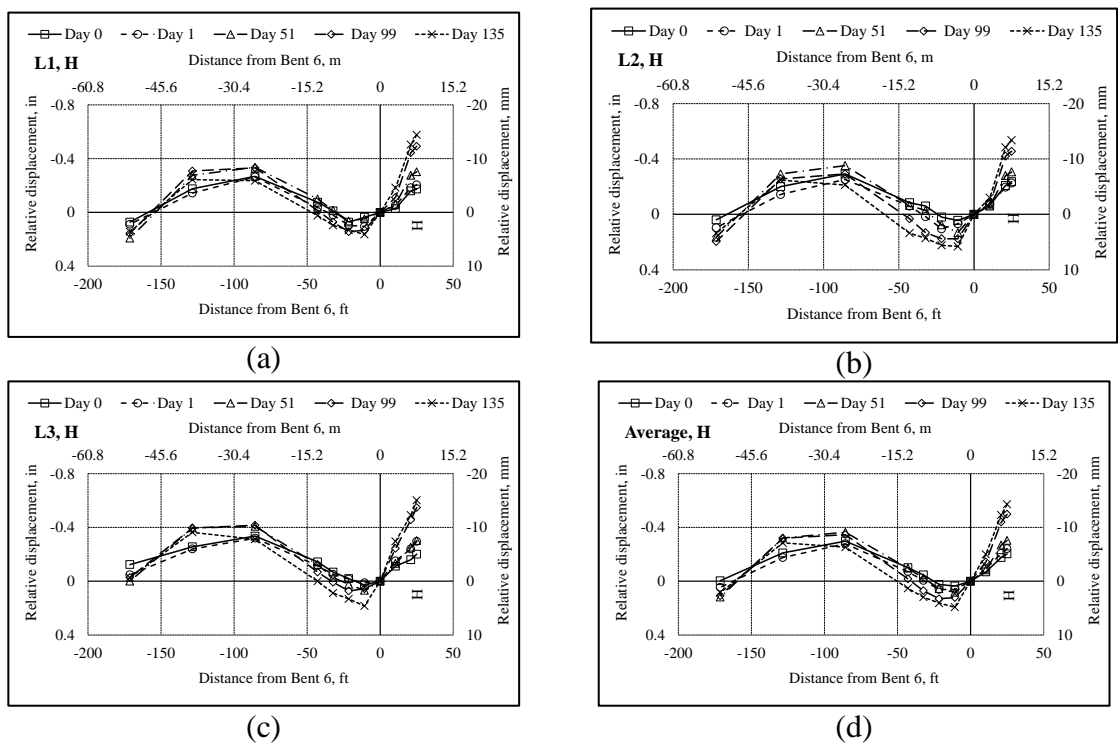 (a)
Day 0 Day 1 Day 51 Day 99 Day 135
L1, H
Distance from Bent 6, m
-60.8 -45.6 -30.4 -15.2 0 15.2
Relative displacement, in
-0.8
-0.4
0
0.4
-20
-10
0
10
Relative displacement, mm
H
-200 -150 -100 -50 0 50
Distance from Bent 6, ft
(b)
Day 0 Day 1 Day 51 Day 99 Day 135
L2, H
Distance from Bent 6, m
-60.8 -45.6 -30.4 -15.2 0 15.2
Relative displacement, in
-0.8
-0.4
0
0.4
-20
-10
0
10
Relative displacement, mm
H
-200 -150 -100 -50 0 50
Distance from Bent 6, ft
(c)
Day 0 Day 1 Day 51 Day 99 Day 135
L3, H
Distance from Bent 6, m
-60.8 -45.6 -30.4 -15.2 0 15.2
Relative displacement, in
-0.8
-0.4
0
0.4
-20
-10
0
10
Relative displacement, mm
H
-200 -150 -100 -50 0 50
Distance from Bent 6, ft
(d)
Day 0 Day 1 Day 51 Day 99 Day 135
Average, H
Distance from Bent 6, m
-60.8 -45.6 -30.4 -15.2 0 15.2
Relative displacement, in
-0.8
-0.4
0
0.4
-20
-10
0
10
Relative displacement, mm
H
-200 -150 -100 -50 0 50
Distance from Bent 6, ft